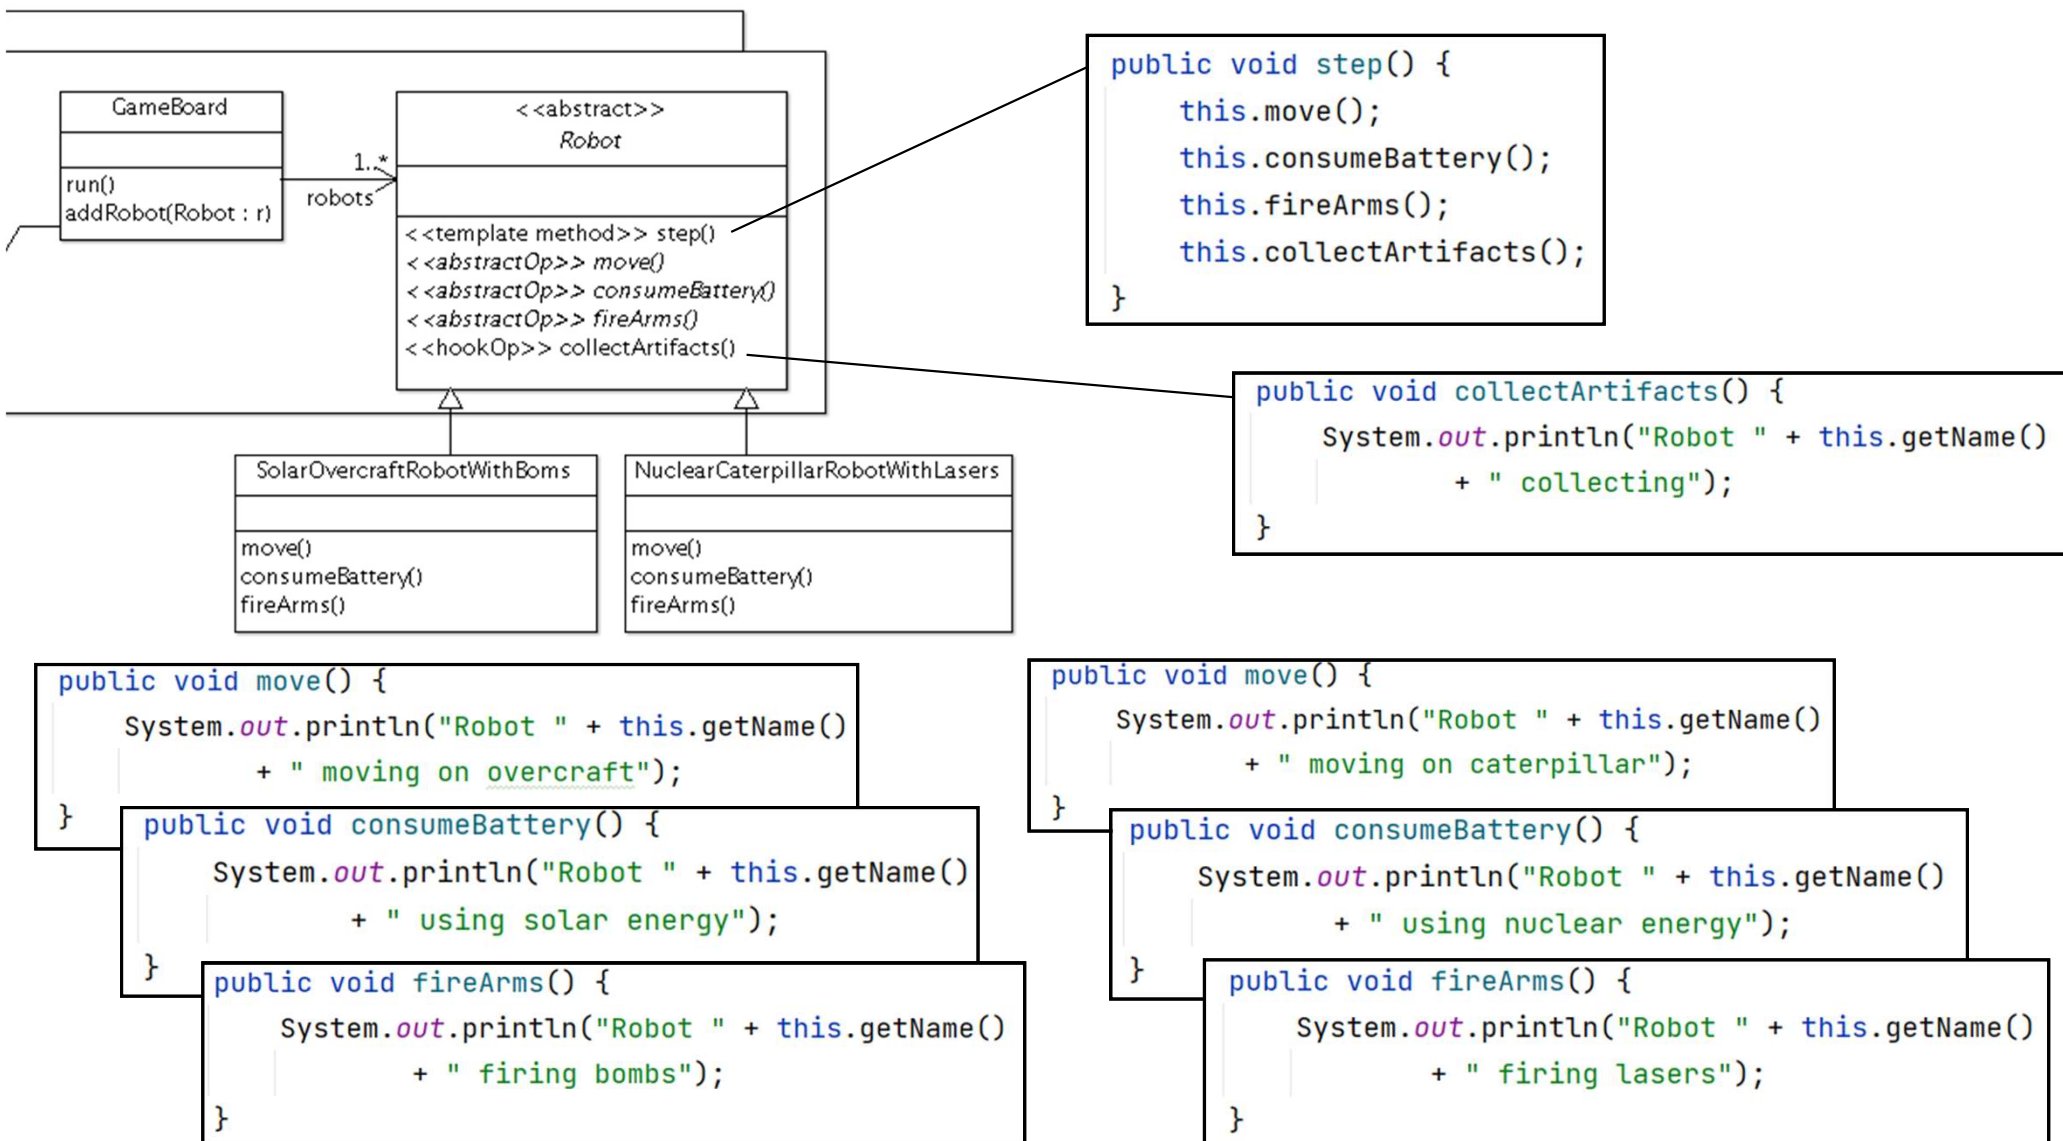 GameBoard
run()
addRobot(Robot : r)
1..*
robots
<<abstract>>
Robot
<<template method>> step()
<<abstractOp>> move()
<<abstractOp>> consumeBattery()
<<abstractOp>> fireArms()
<<hookOp>> collectArtifacts()
public void step() {
this.move();
this.consumeBattery();
this.fireArms();
this.collectArtifacts();
}
public void collectArtifacts() {
System.out.println("Robot " + this.getName()
+ " collecting");
}
SolarOvercraftRobotWithBoms
move()
consumeBattery()
fireArms()
NuclearCaterpillarRobotWithLasers
move()
consumeBattery()
fireArms()
public void move() {
System.out.println("Robot " + this.getName()
+ " moving on overcraft");
}
public void consumeBattery() {
System.out.println("Robot " + this.getName()
+ " using solar energy");
}
public void fireArms() {
System.out.println("Robot " + this.getName()
+ " firing bombs");
}
public void move() {
System.out.println("Robot " + this.getName()
+ " moving on caterpillar");
}
public void consumeBattery() {
System.out.println("Robot " + this.getName()
+ " using nuclear energy");
}
public void fireArms() {
System.out.println("Robot " + this.getName()
+ " firing lasers");
}